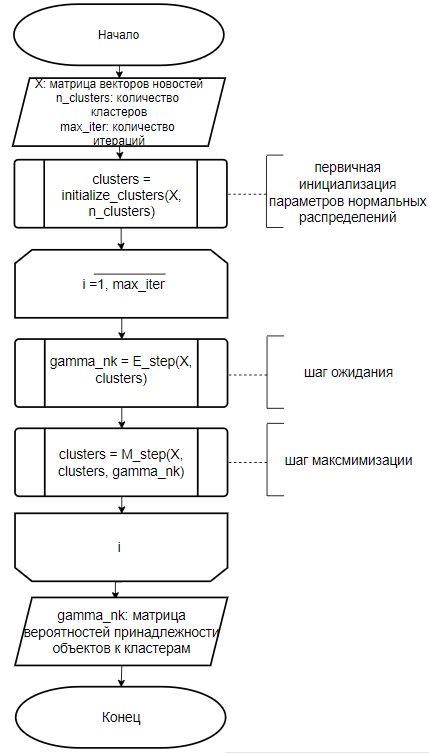 Начало
X: матрица векторов новостей
n_clusters: количество
кластеров
max_iter: количество
итераций
clusters =
initialize_clusters(X,
n_clusters)
первичная
инициализация
параметров нормальных
распределений
i =1, max_iter
gamma_nk = E_step(X,
clusters)
шаг ожидания
clusters = M_step(X,
clusters, gamma_nk)
шаг максмимизации
i
gamma_nk: матрица
вероятностей принадлежности
объектов к кластерам
Конец